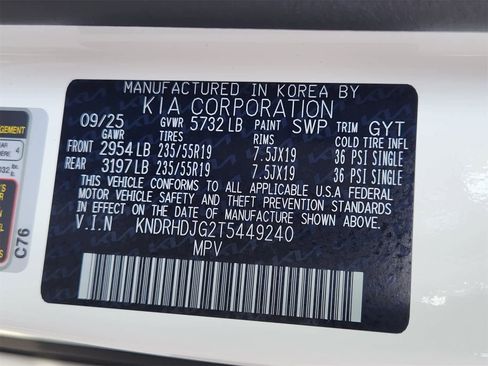 MANUFACTURED IN KOREA BY
KIA CORPORATION
09/25 GVWR 5732 LB PAINT SWP TRIM GYT
GAWR TIRES RIMS COLD TIRE INFL
FRONT 2954 LB 235/55R19 7.5JX19 36 PSI SINGLE
REAR 3197 LB 235/55R19 7.5JX19 36 PSI SINGLE
THIS VEHICLE CONFORMS TO ALL APPLICABLE U.S.A FEDERAL
MOTOR VEHICLE SAFETY AND THEFT PREVENTION STANDARDS
IN EFFECT ON THE DATE OF MANUFACTURE SHOWN ABOVE.
V.I.N KNDRHDJG2T5449240
MPV
C76